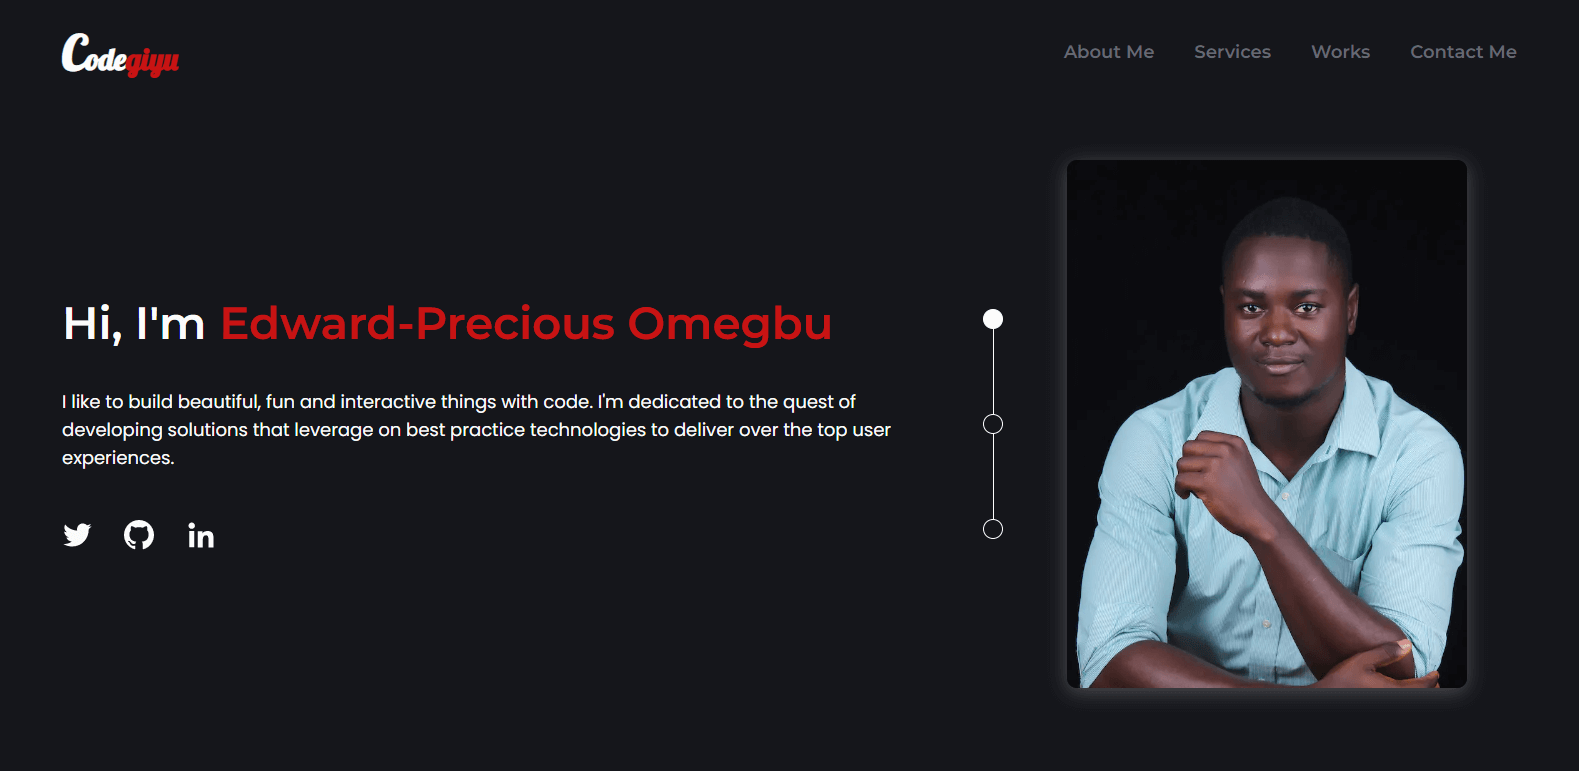 Codegiyu
About Me
Services
Works
Contact Me
Hi, I'm Edward-Precious Omegbu
I like to build beautiful, fun and interactive things with code. I'm dedicated to the quest of
developing solutions that leverage on best practice technologies to deliver over the top user
experiences.
in